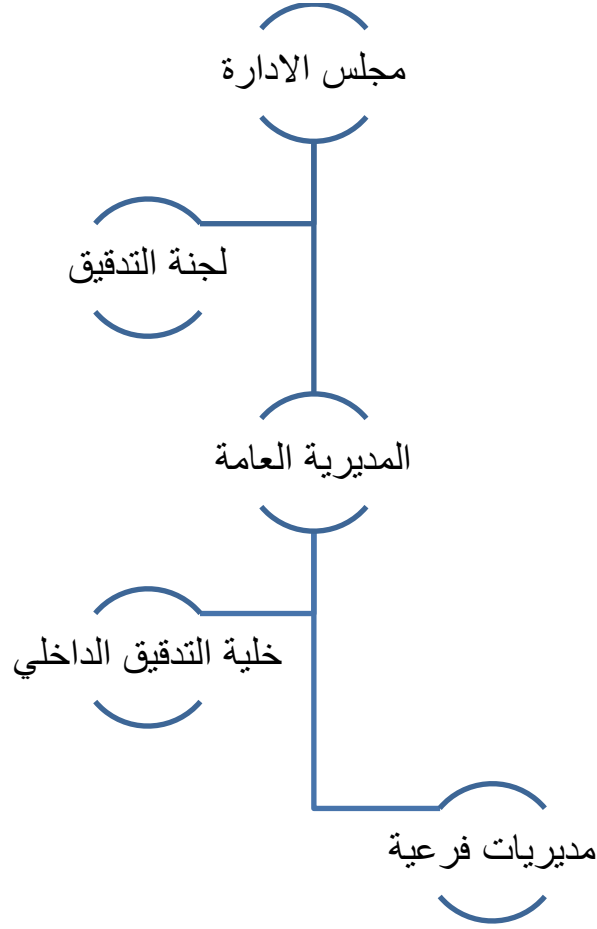 مجلس الادارة
لجنة التدقيق
المديرية العامة
خلية التدقيق الداخلي
مديريات فرعية